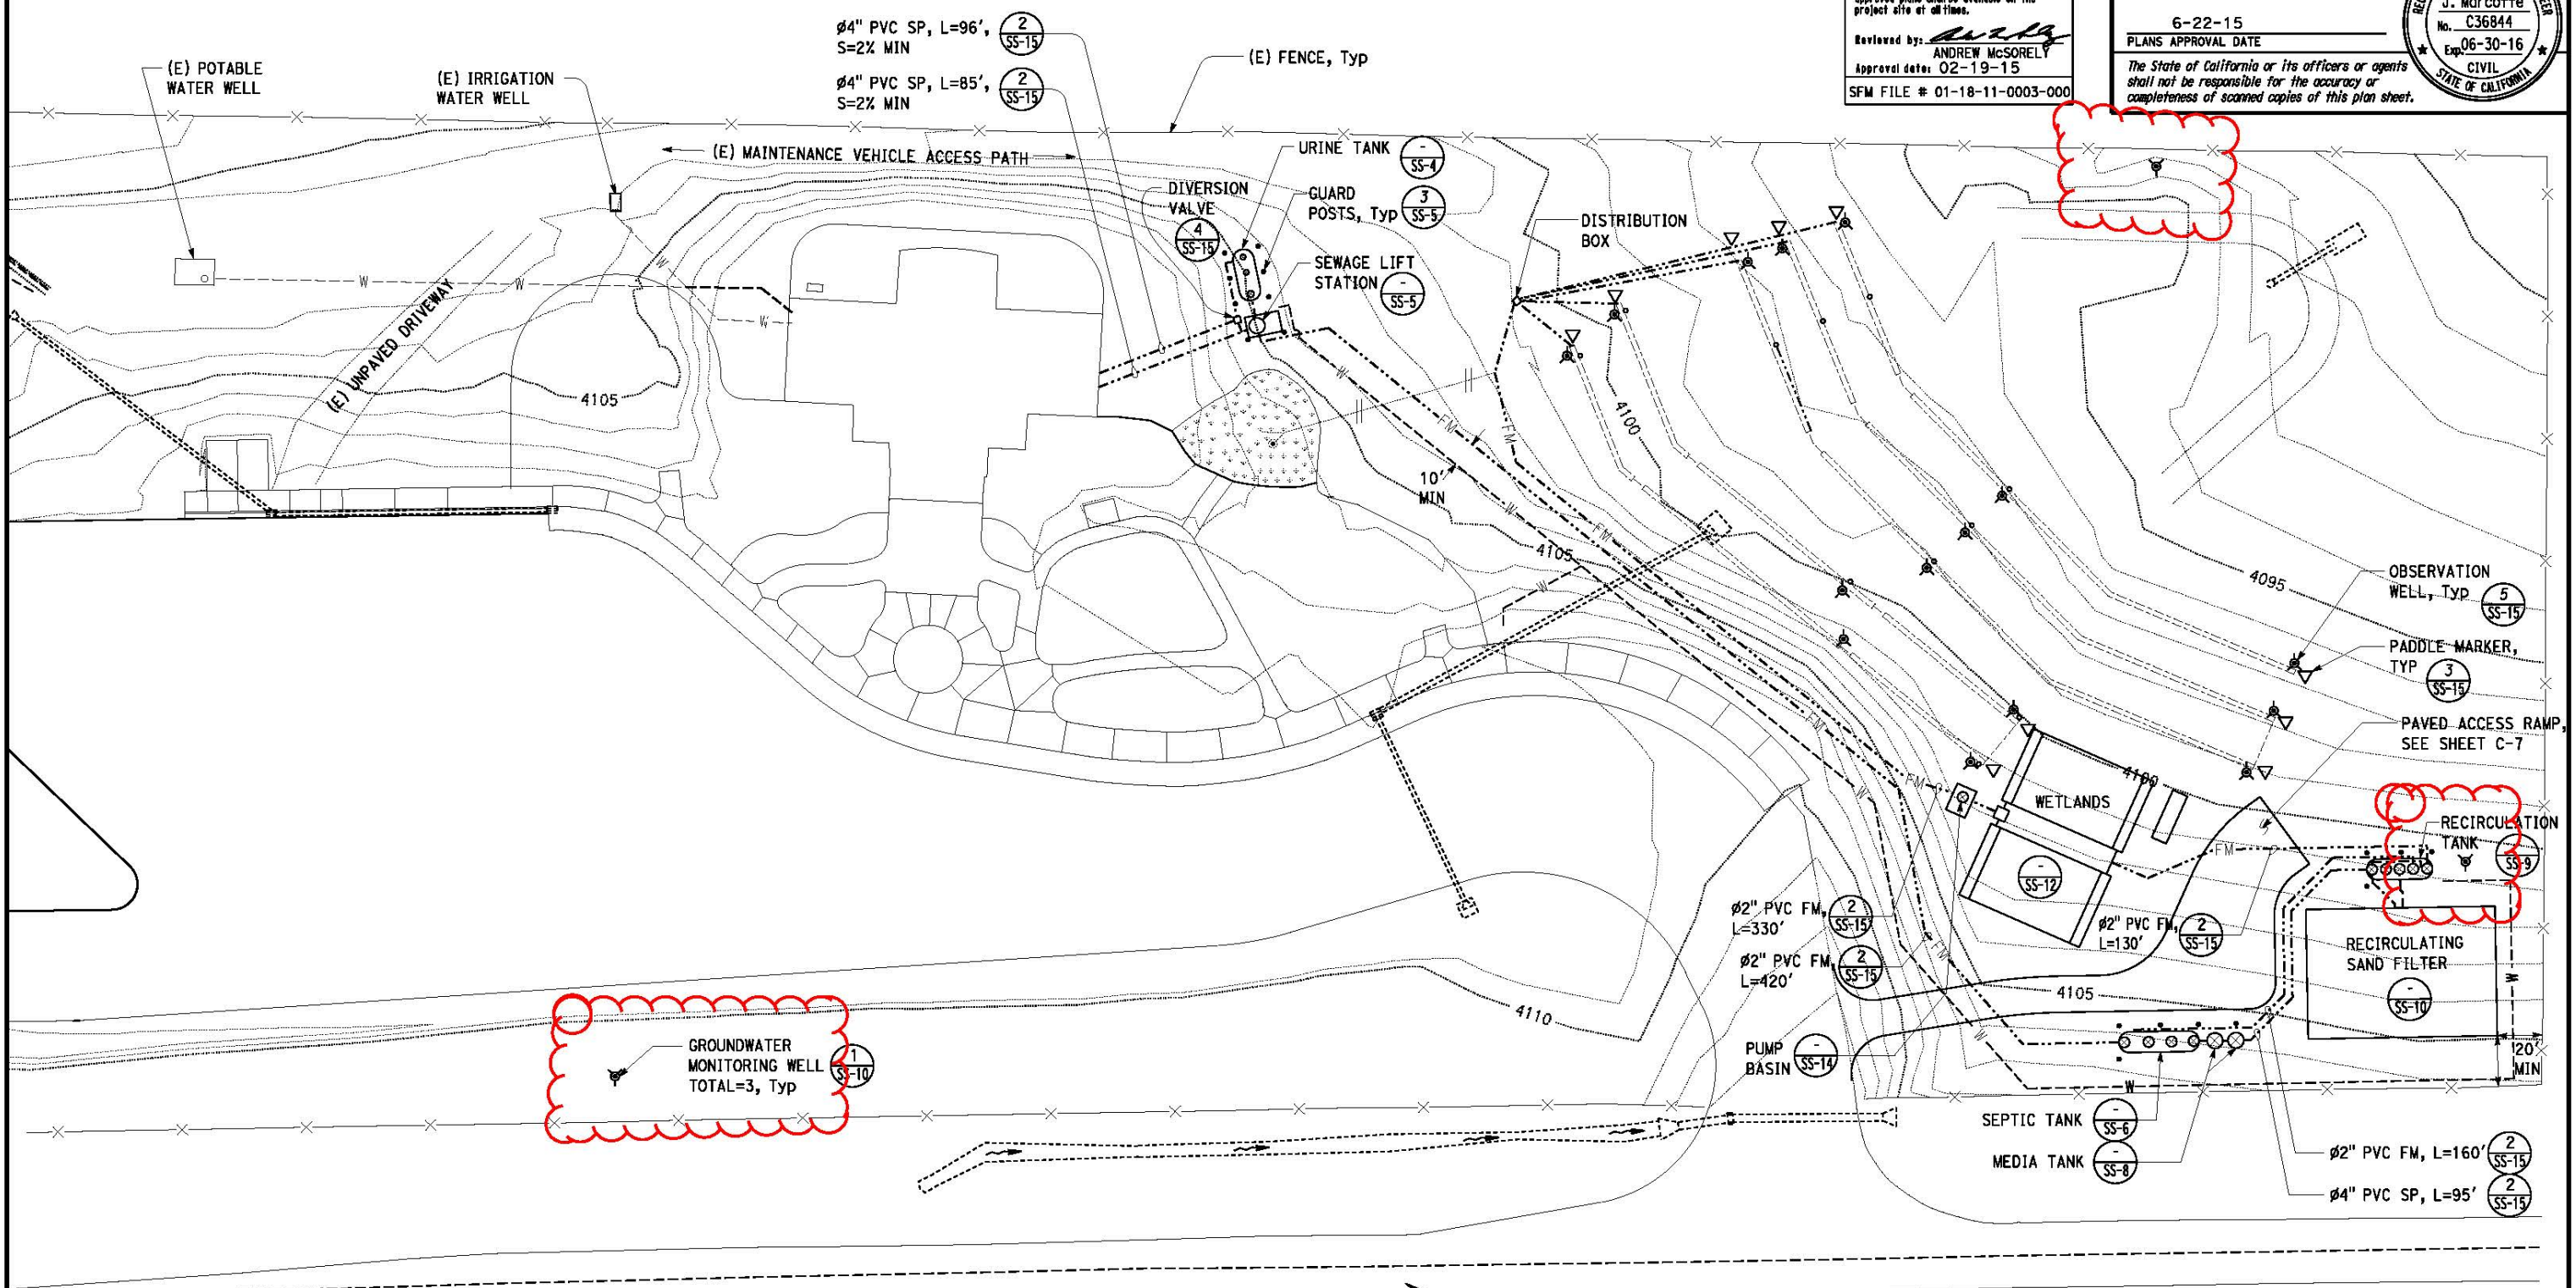 project site at all times.
Reviewed by:
ANDREW McSORELY
Approval date: 02-19-15
SFM FILE # 01-18-11-0003-000
6-22-15
PLANS APPROVAL DATE
The State of California or its officers or agents
shall not be responsible for the accuracy or
completeness of scanned copies of this plan sheet.
J. Marcotte
No. C36844
Exp. 06-30-16
CIVIL
STATE OF CALIFORNIA
Ø4" PVC SP, L=96',
S=2% MIN
2
SS-15
Ø4" PVC SP, L=85',
S=2% MIN
2
SS-15
(E) FENCE, Typ
(E) POTABLE
WATER WELL
(E) IRRIGATION
WATER WELL
(E) MAINTENANCE VEHICLE ACCESS PATH
URINE TANK
-
SS-4
DIVERSION
VALVE
4
SS-15
GUARD
POSTS, Typ
3
SS-5
SEWAGE LIFT
STATION
-
SS-5
DISTRIBUTION
BOX
W
W
W
W
(E) UNPAVED DRIVEWAY
4105
W
FM
FM
4100
10'
MIN
W
FM
4105
W
4095
OBSERVATION
WELL, Typ
5
SS-15
PADDLE MARKER,
TYP
3
SS-15
PAVED ACCESS RAMP,
SEE SHEET C-7
FM
W
FM
4100
WETLANDS
-
SS-12
FM
RECIRCULATION
TANK
-
SS-9
Ø2" PVC FM,
L=330'
2
SS-15
Ø2" PVC FM,
L=420'
2
SS-15
Ø2" PVC FM,
L=130'
2
SS-15
FM
RECIRCULATING
SAND FILTER
-
SS-10
W
4105
4110
20'
MIN
GROUNDWATER
MONITORING WELL
TOTAL=3, Typ
1
SS-10
PUMP
BASIN
-
SS-14
W
W
SEPTIC TANK
-
SS-6
MEDIA TANK
-
SS-8
Ø2" PVC FM, L=160'
2
SS-15
Ø4" PVC SP, L=95'
2
SS-15